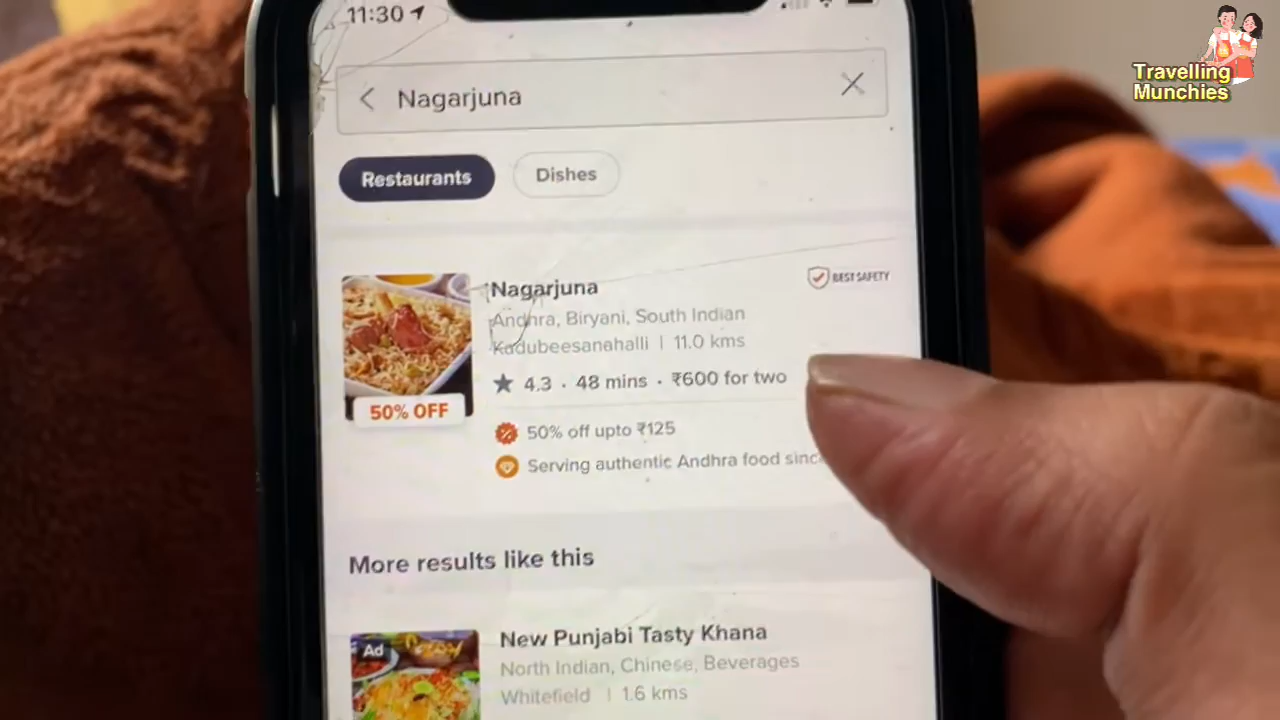 11:30
Travelling
Munchies
Nagarjuna
Restaurants
Dishes
Nagarjuna
BEST SAFETY
Andhra, Biryani, South Indian
Kadubeesanahalli | 11.0 kms
4.3 · 48 mins · ₹600 for two
50% OFF
50% off upto ₹125
Serving authentic Andhra food
More results like this
Ad
New Punjabi Tasty Khana
North Indian, Chinese, Beverages
Whitefield | 1.6 kms